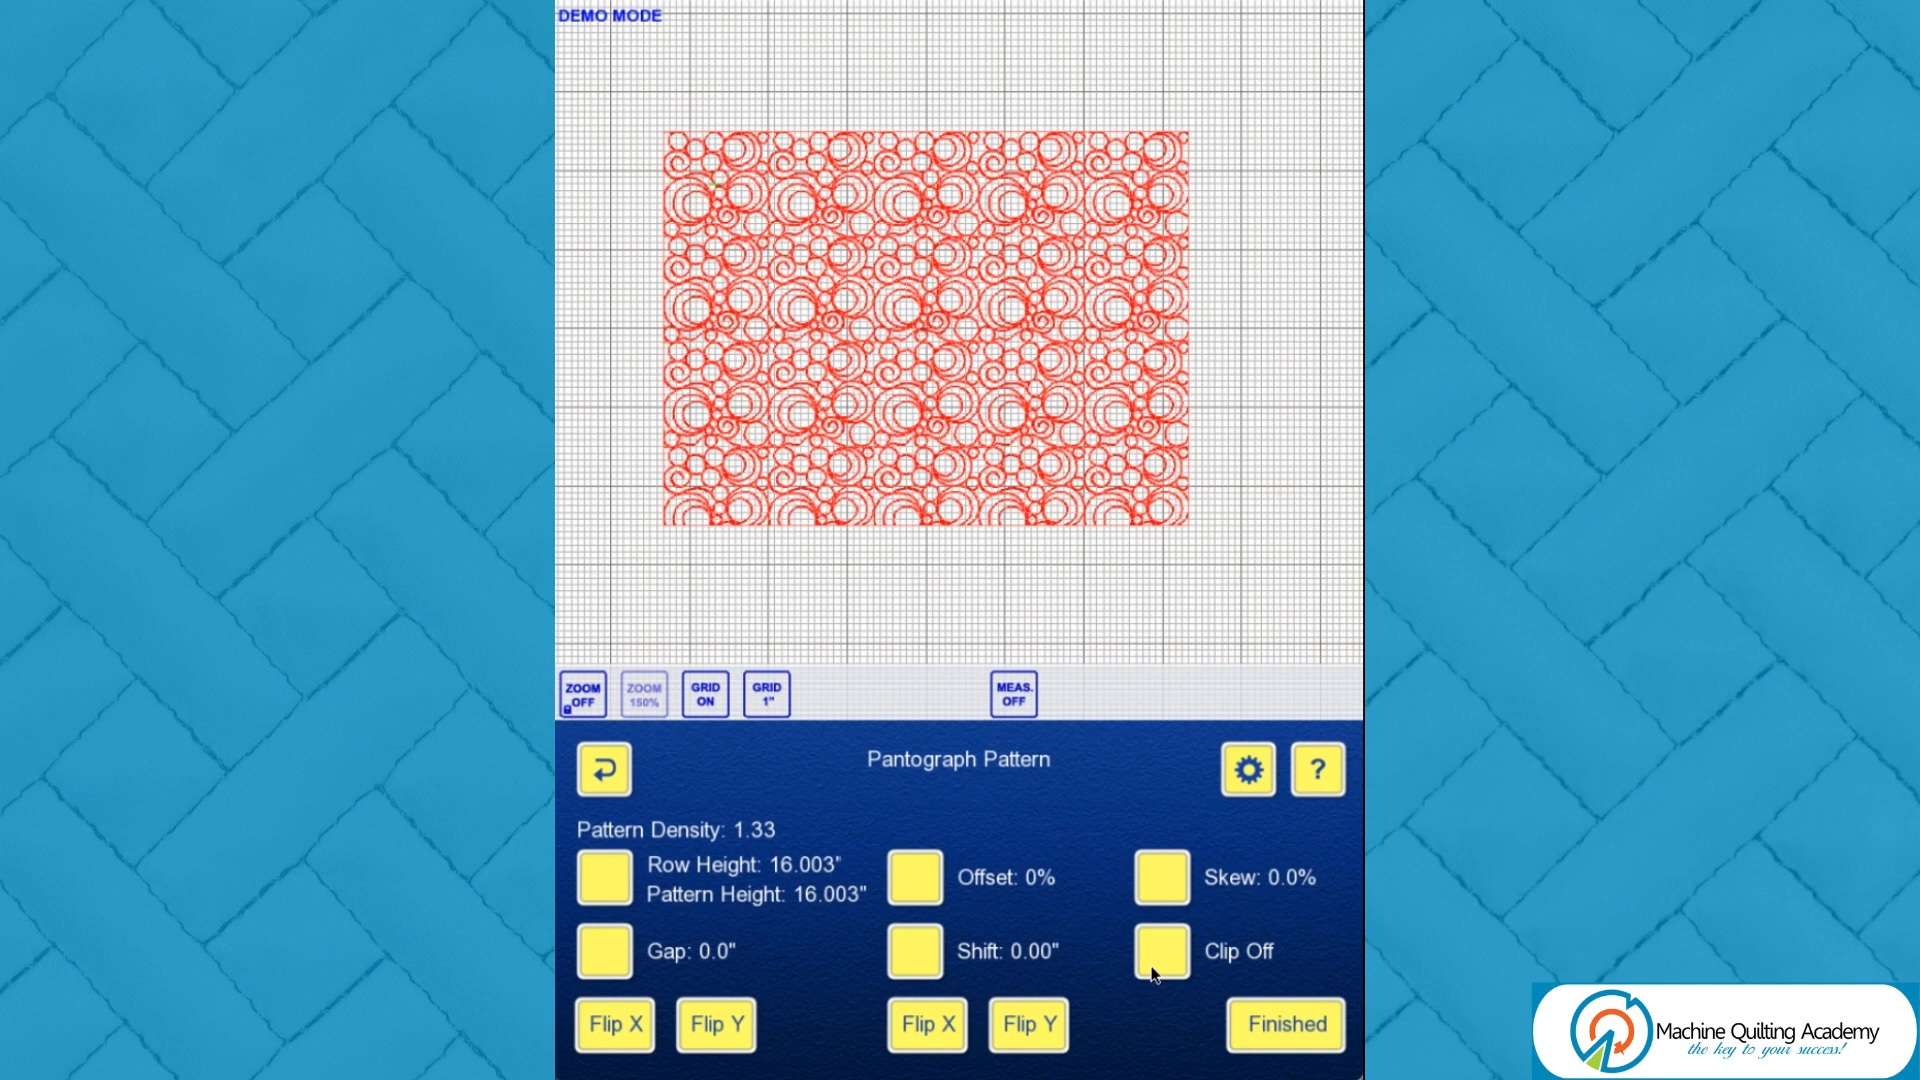 DEMO MODE
ZOOM OFF
ZOOM 150%
GRID ON
GRID 1"
MEAS. OFF
Pantograph Pattern
?
Pattern Density: 1.33
Row Height: 16.003"
Pattern Height: 16.003"
Offset: 0%
Skew: 0.0%
Gap: 0.0"
Shift: 0.00"
Clip Off
Flip X
Flip Y
Flip X
Flip Y
Finished
Machine Quilting Academy
the key to your success!